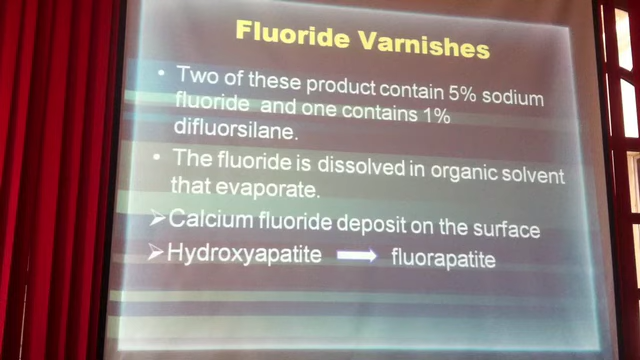 Fluoride Varnishes
• Two of these product contain 5% sodium
fluoride and one contains 1%
difluorsilane.
• The fluoride is dissolved in organic solvent
that evaporate.
➢Calcium fluoride deposit on the surface
➢Hydroxyapatite ➡ fluorapatite